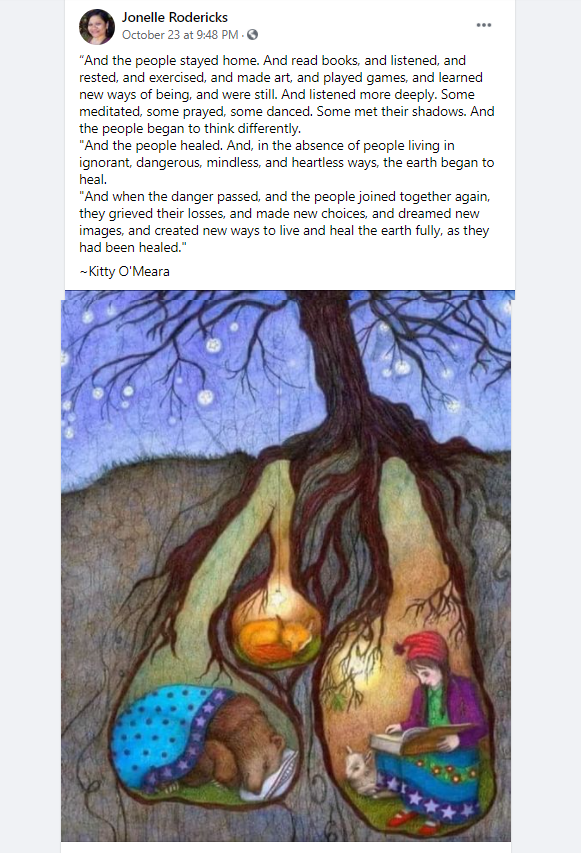 Jonelle Rodericks
October 23 at 9:48 PM ·
“And the people stayed home. And read books, and listened, and
rested, and exercised, and made art, and played games, and learned
new ways of being, and were still. And listened more deeply. Some
meditated, some prayed, some danced. Some met their shadows. And
the people began to think differently.
"And the people healed. And, in the absence of people living in
ignorant, dangerous, mindless, and heartless ways, the earth began to
heal.
"And when the danger passed, and the people joined together again,
they grieved their losses, and made new choices, and dreamed new
images, and created new ways to live and heal the earth fully, as they
had been healed."
~Kitty O'Meara